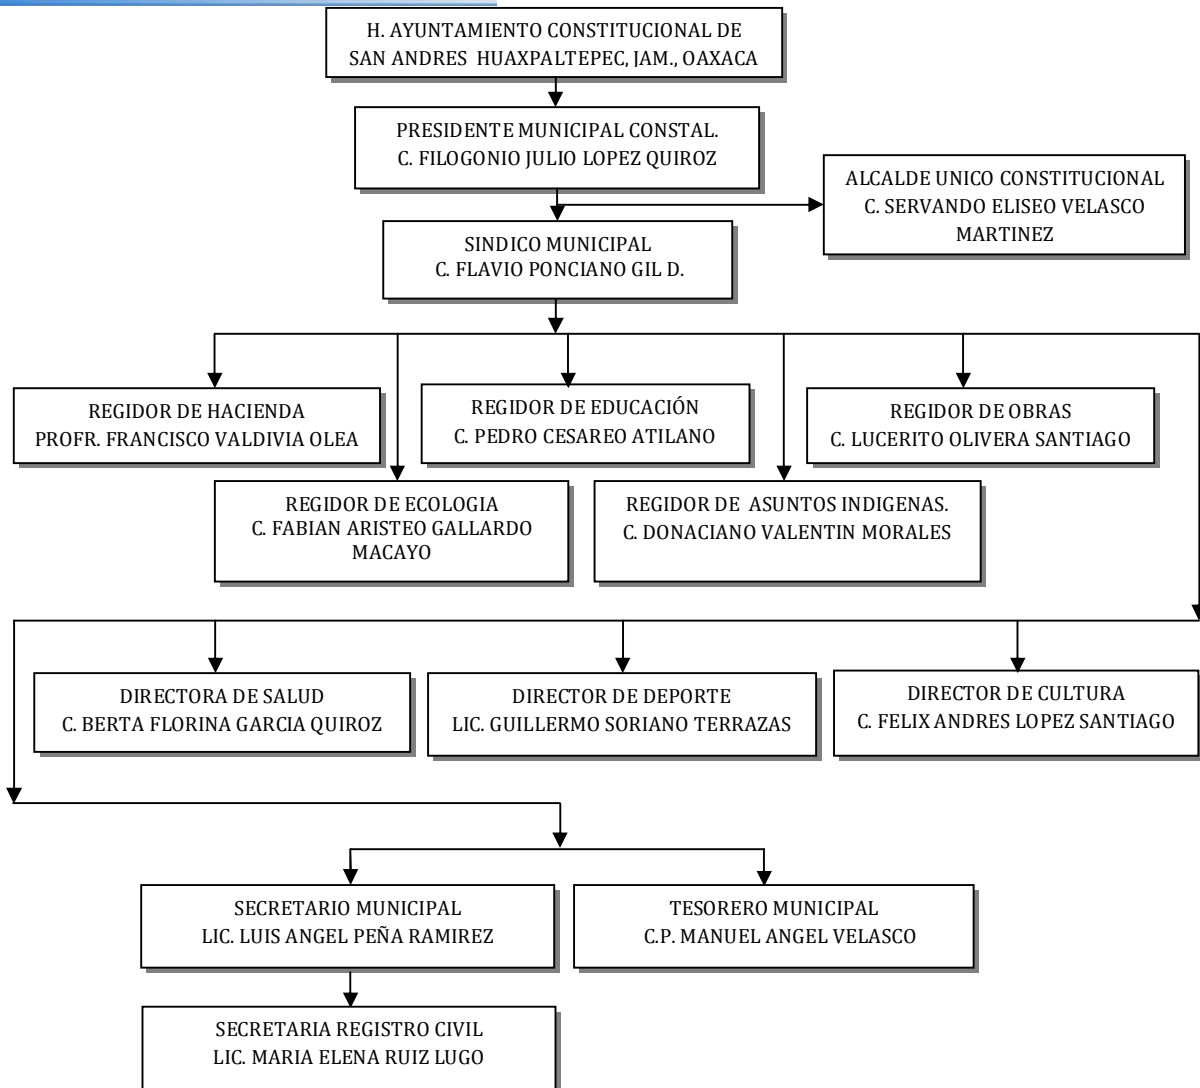 H. AYUNTAMIENTO CONSTITUCIONAL DE
SAN ANDRES HUAXPALTEPEC, JAM., OAXACA
PRESIDENTE MUNICIPAL CONSTAL.
C. FILOGONIO JULIO LOPEZ QUIROZ
ALCALDE UNICO CONSTITUCIONAL
C. SERVANDO ELISEO VELASCO
MARTINEZ
SINDICO MUNICIPAL
C. FLAVIO PONCIANO GIL D.
REGIDOR DE HACIENDA
PROFR. FRANCISCO VALDIVIA OLEA
REGIDOR DE EDUCACIÓN
C. PEDRO CESAREO ATILANO
REGIDOR DE OBRAS
C. LUCERITO OLIVERA SANTIAGO
REGIDOR DE ECOLOGIA
C. FABIAN ARISTEO GALLARDO
MACAYO
REGIDOR DE ASUNTOS INDIGENAS.
C. DONACIANO VALENTIN MORALES
DIRECTORA DE SALUD
C. BERTA FLORINA GARCIA QUIROZ
DIRECTOR DE DEPORTE
LIC. GUILLERMO SORIANO TERRAZAS
DIRECTOR DE CULTURA
C. FELIX ANDRES LOPEZ SANTIAGO
SECRETARIO MUNICIPAL
LIC. LUIS ANGEL PEÑA RAMIREZ
TESORERO MUNICIPAL
C.P. MANUEL ANGEL VELASCO
SECRETARIA REGISTRO CIVIL
LIC. MARIA ELENA RUIZ LUGO